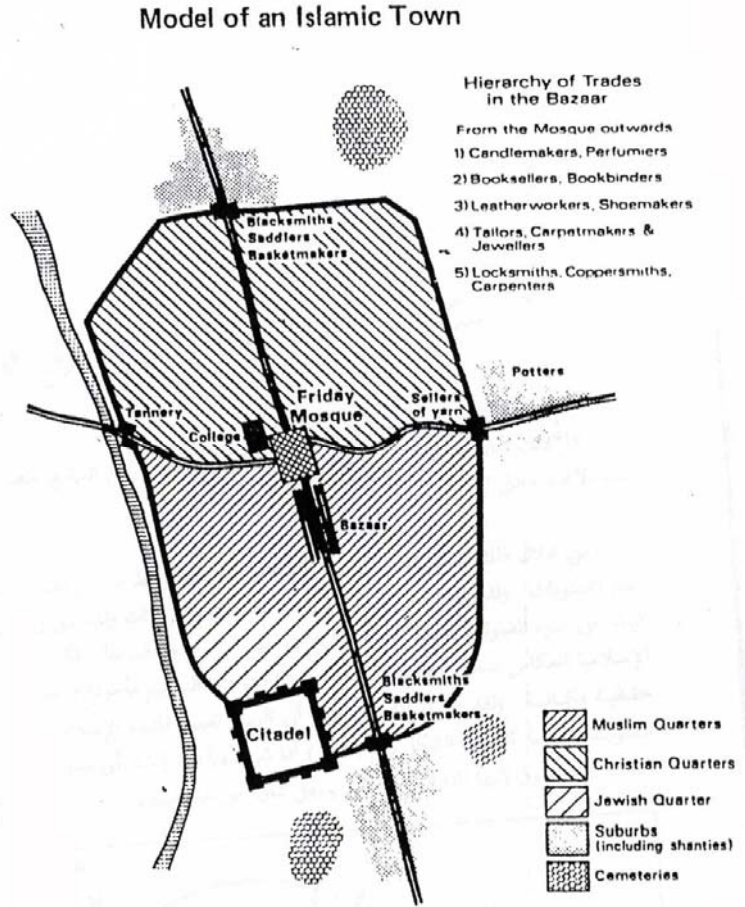 Model of an Islamic Town
Hierarchy of Trades
in the Bazaar
From the Mosque outwards
1) Candlemakers, Perfumiers
2) Booksellers, Bookbinders
3) Leatherworkers, Shoemakers
4) Tailors, Carpetmakers &
Jewellers
5) Locksmiths, Coppersmiths,
Carpenters
Blacksmiths
Saddlers
Basketmakers
Potters
Friday
Mosque
Tannery
College
Sellers
of yarn
Bazaar
Blacksmiths
Saddlers
Basketmakers
Citadel
Muslim Quarters
Christian Quarters
Jewish Quarter
Suburbs
(including shanties)
Cemeteries